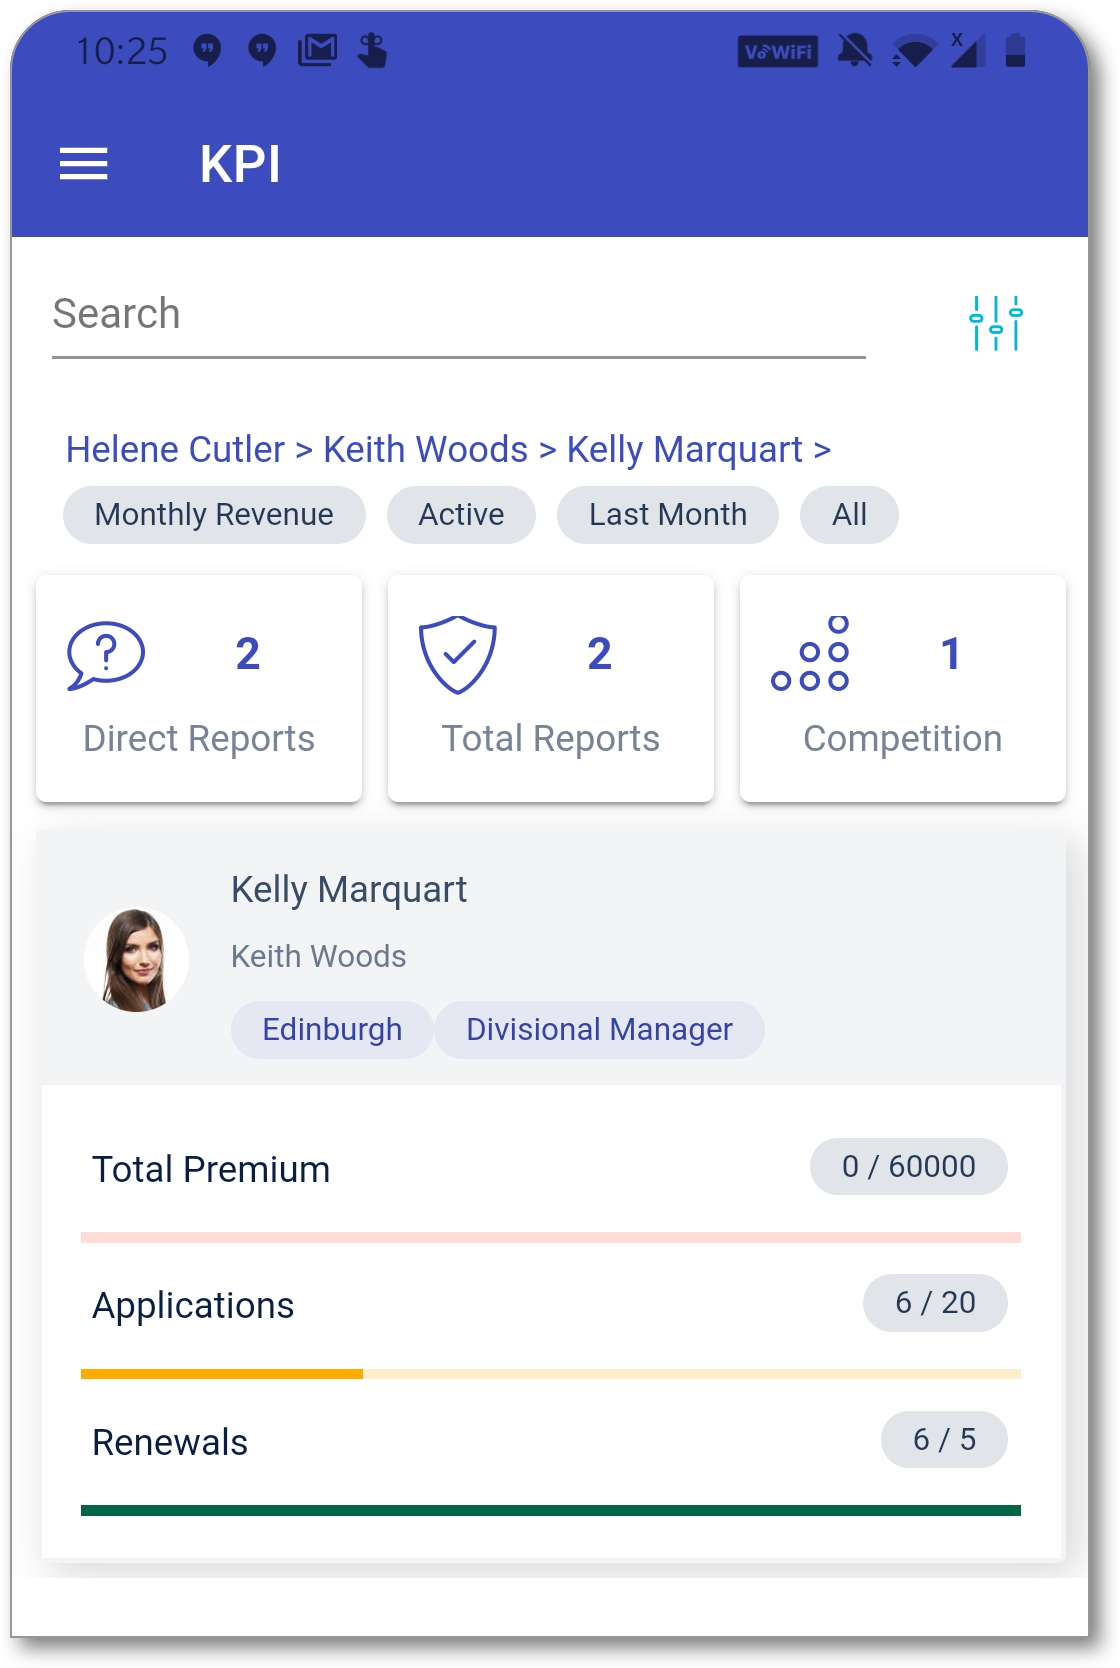 10:25 VoWiFi X
KPI
Search
Helene Cutler > Keith Woods > Kelly Marquart >
Monthly Revenue Active Last Month All
2 2 1
Direct Reports Total Reports Competition
Kelly Marquart
Keith Woods
Edinburgh Divisional Manager
Total Premium 0 / 60000
Applications 6 / 20
Renewals 6 / 5